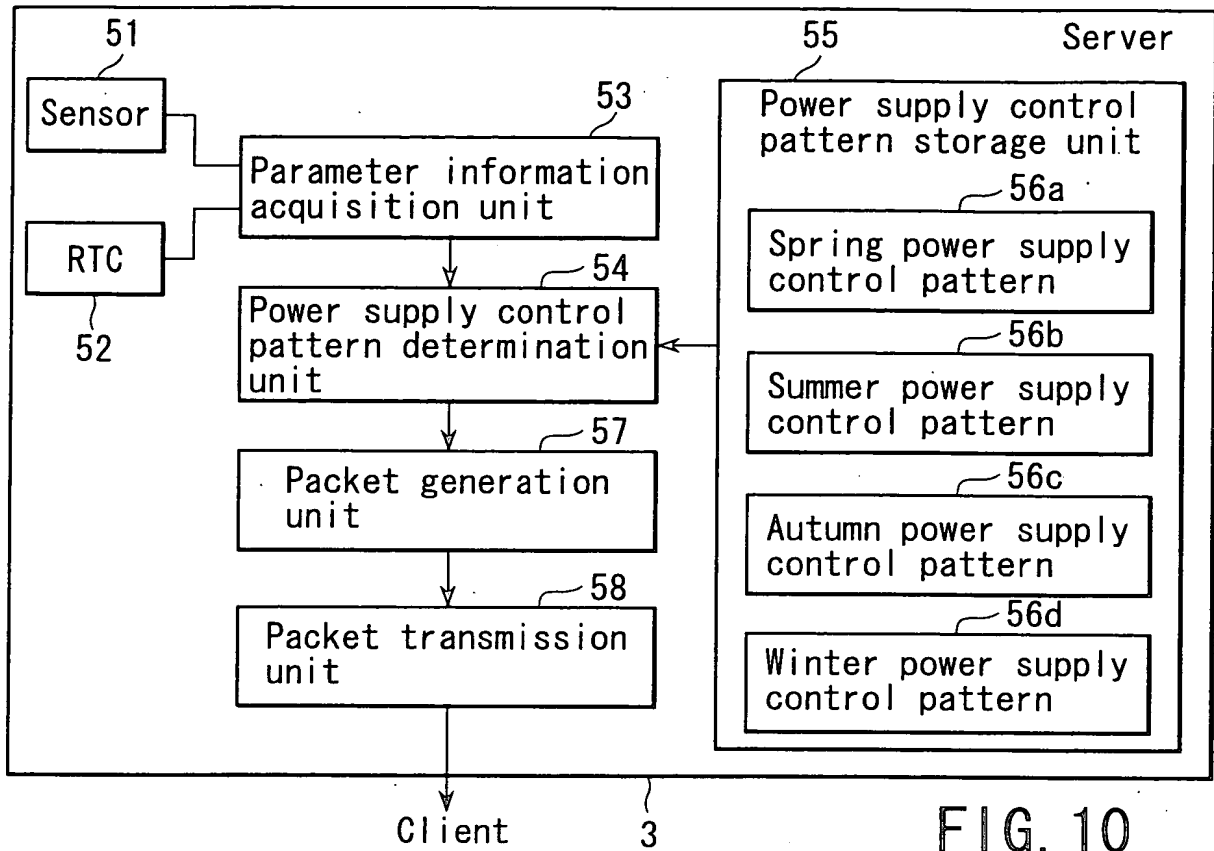 51
55
Server
Sensor
53
Power supply control
pattern storage unit
Parameter information
acquisition unit
56a
RTC
52
Spring power supply
control pattern
54
Power supply control
pattern determination
unit
56b
Summer power supply
control pattern
57
Packet generation
unit
56c
Autumn power supply
control pattern
58
Packet transmission
unit
56d
Winter power supply
control pattern
Client
3
FIG. 10